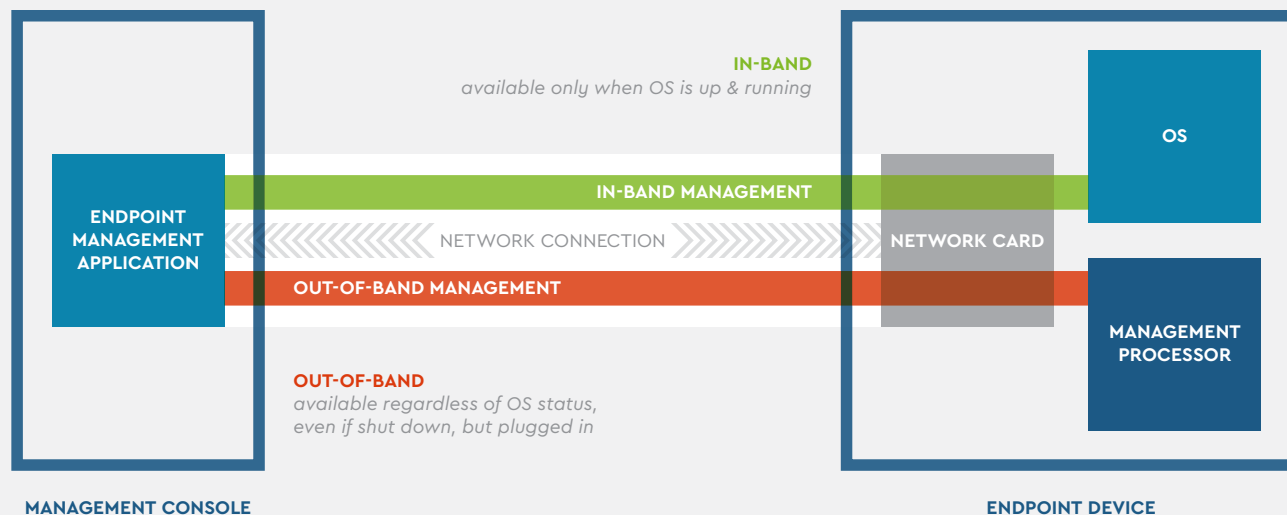 IN-BAND
available only when OS is up & running
OS
IN-BAND MANAGEMENT
ENDPOINT
MANAGEMENT
APPLICATION
NETWORK CONNECTION
NETWORK CARD
OUT-OF-BAND MANAGEMENT
MANAGEMENT
PROCESSOR
OUT-OF-BAND
available regardless of OS status,
even if shut down, but plugged in
MANAGEMENT CONSOLE
ENDPOINT DEVICE